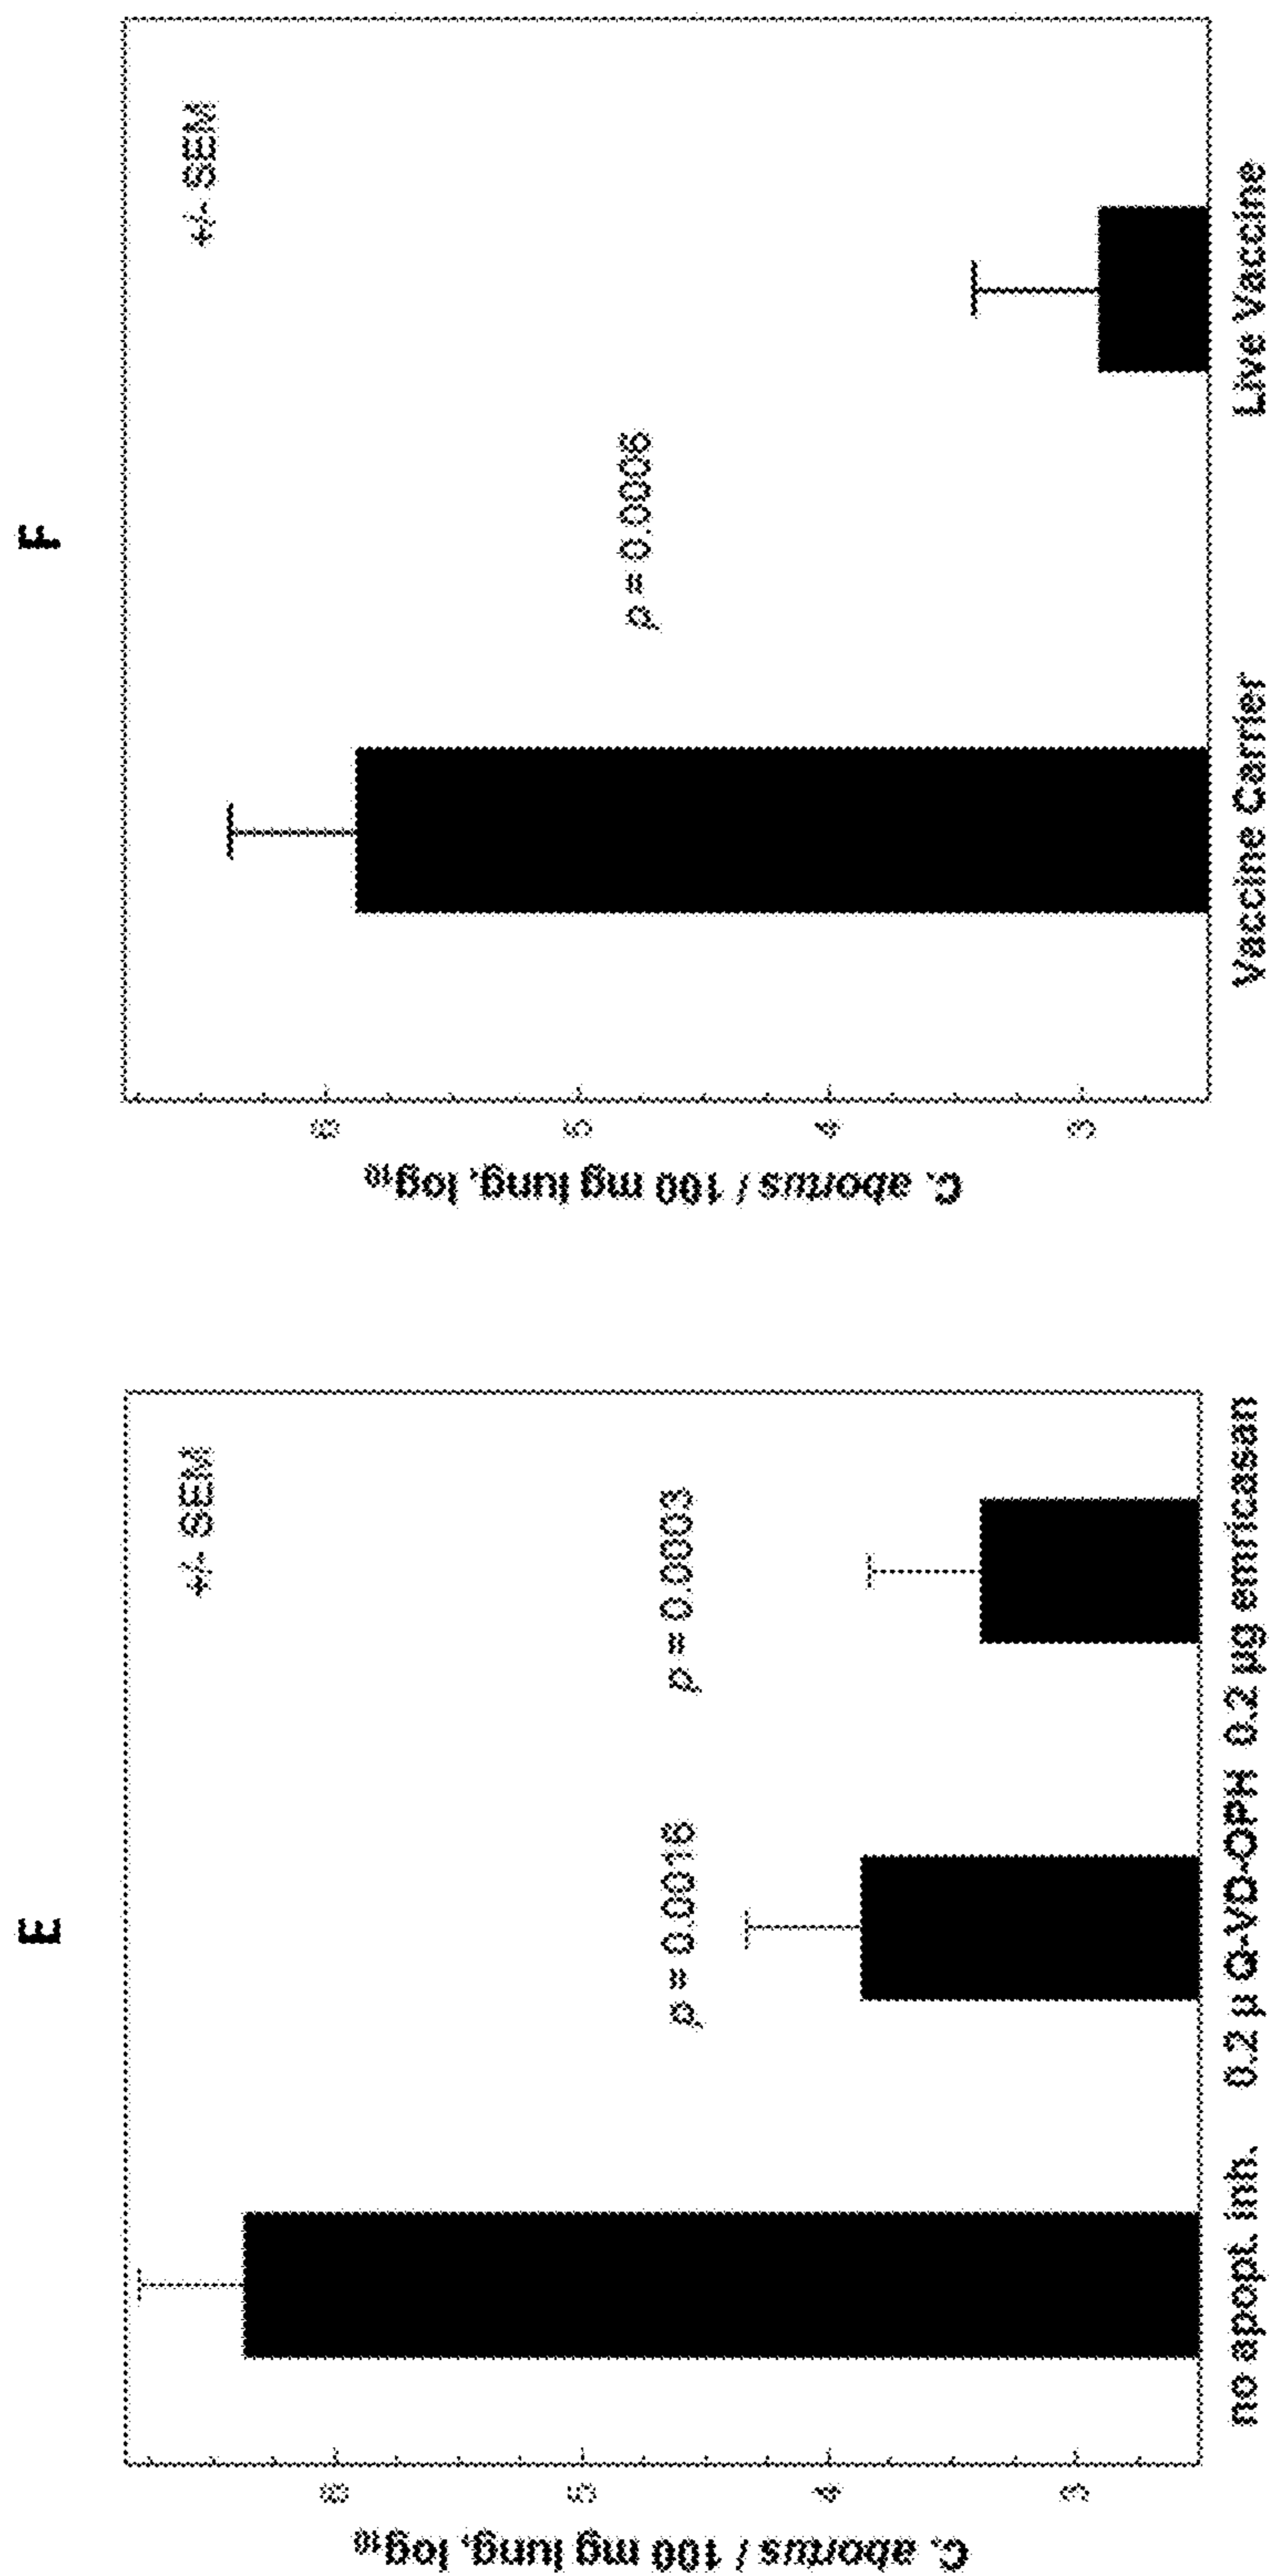 E
+/- SEM
p = 0.0016
p = 0.0003
6
5
4
3
C. abortus / 100 mg lung, log10
no apopt. inh.
0.2 µ Q-VD-OPH
0.2 µg emricasan
F
+/- SEM
p = 0.0006
6
5
4
3
C. abortus / 100 mg lung, log10
Vaccine Carrier
Live Vaccine